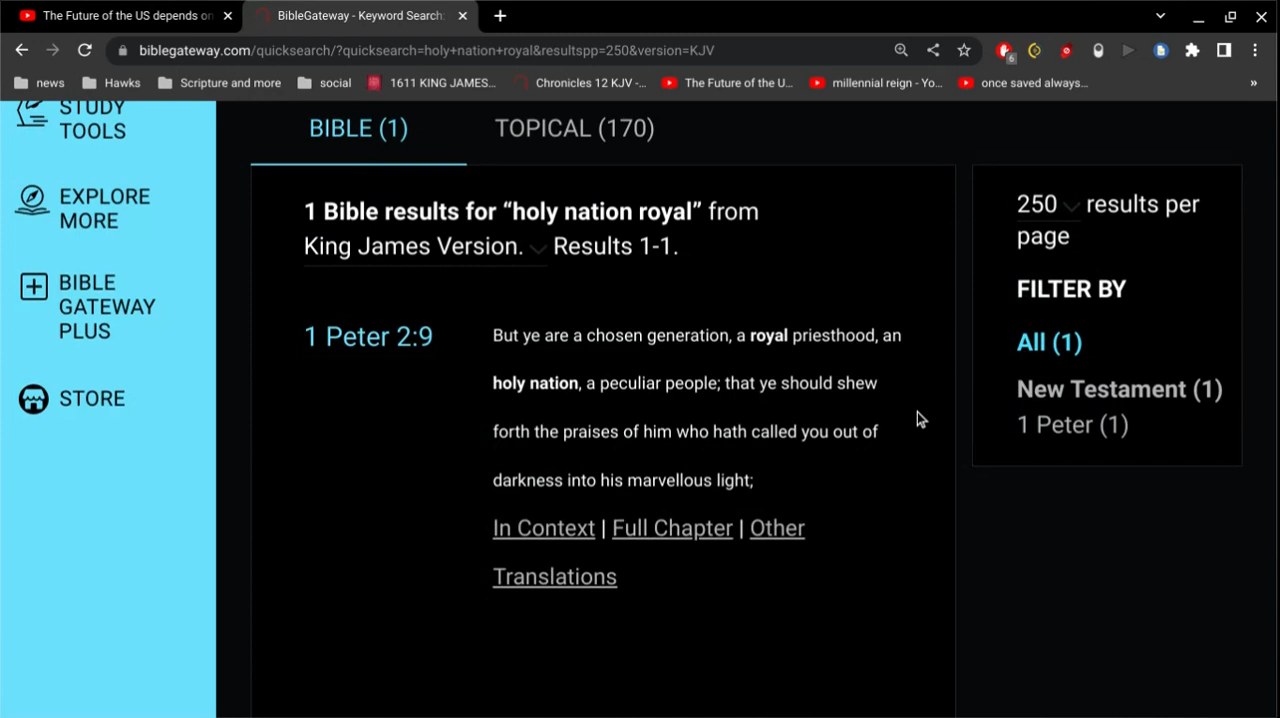 The Future of the US depends on
BibleGateway - Keyword Search:
biblegateway.com/quicksearch/?quicksearch=holy+nation+royal&resultspp=250&version=KJV
6
news
Hawks
Scripture and more
social
1611 KING JAMES...
Chronicles 12 KJV -...
The Future of the U...
millennial reign - Yo...
once saved always...
»
STUDY
TOOLS
EXPLORE
MORE
BIBLE
GATEWAY
PLUS
STORE
BIBLE (1)
TOPICAL (170)
1 Bible results for “holy nation royal” from
King James Version. Results 1-1.
1 Peter 2:9
But ye are a chosen generation, a royal priesthood, an
holy nation, a peculiar people; that ye should shew
forth the praises of him who hath called you out of
darkness into his marvellous light;
In Context | Full Chapter | Other
Translations
250 results per
page
FILTER BY
All (1)
New Testament (1)
1 Peter (1)